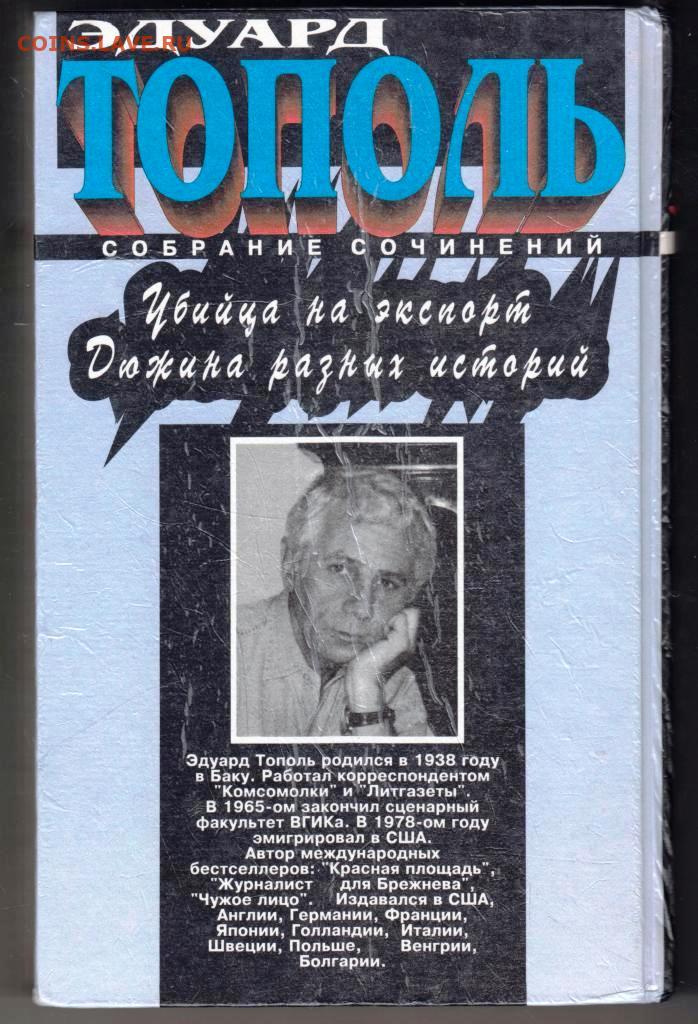 COINS.LAVE.RU
ЭДУАРД
ТОПОЛЬ
СОБРАНИЕ СОЧИНЕНИЙ
Убийца на экспорт
Дюжина разных историй
Эдуард Тополь родился в 1938 году
в Баку. Работал корреспондентом
"Комсомолки" и "Литгазеты".
В 1965-ом закончил сценарный
факультет ВГИКа. В 1978-ом году
эмигрировал в США.
Автор международных
бестселлеров: "Красная площадь",
"Журналист для Брежнева",
"Чужое лицо". Издавался в США,
Англии, Германии, Франции,
Японии, Голландии, Италии,
Швеции, Польше, Венгрии,
Болгарии.